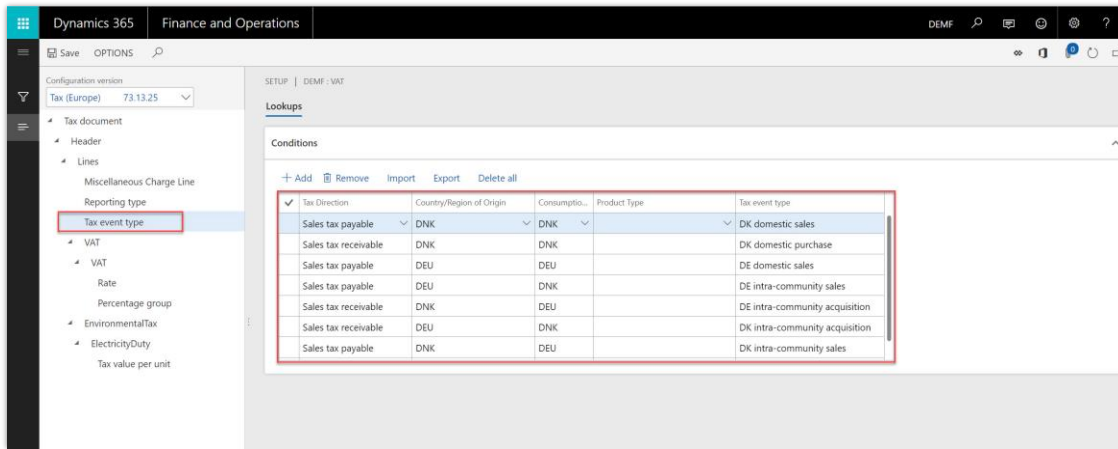 Dynamics 365
Finance and Operations
DEMF
?
Save OPTIONS
0
Configuration version
Tax (Europe) 73.13.25
Tax document
Header
Lines
Miscellaneous Charge Line
Reporting type
Tax event type
VAT
VAT
Rate
Percentage group
EnvironmentalTax
ElectricityDuty
Tax value per unit
SETUP | DEMF : VAT
Lookups
Conditions
+ Add Remove Import Export Delete all
Tax Direction Country/Region of Origin Consumptio... Product Type Tax event type
Sales tax payable DNK DNK DK domestic sales
Sales tax receivable DNK DNK DK domestic purchase
Sales tax payable DEU DEU DE domestic sales
Sales tax payable DEU DNK DE intra-community sales
Sales tax receivable DNK DEU DE intra-community acquisition
Sales tax receivable DEU DNK DK intra-community acquisition
Sales tax payable DNK DEU DK intra-community sales